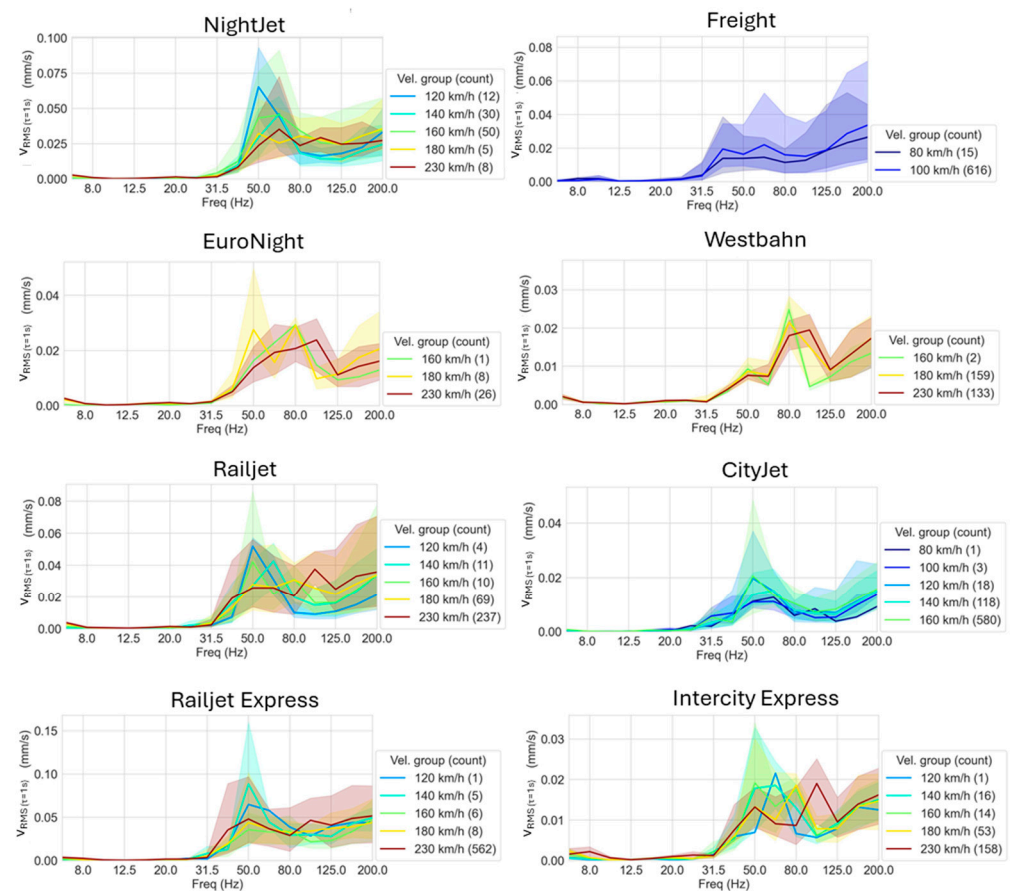 NightJet
vRMS (τ=1s) (mm/s)
0.100
0.075
0.050
0.025
0.000
8.0 12.5 20.0 31.5 50.0 80.0 125.0 200.0
Freq (Hz)
Vel. group (count)
120 km/h (12)
140 km/h (30)
160 km/h (50)
180 km/h (5)
230 km/h (8)
Freight
vRMS (τ=1s) (mm/s)
0.08
0.06
0.04
0.02
0.00
8.0 12.5 20.0 31.5 50.0 80.0 125.0 200.0
Freq (Hz)
Vel. group (count)
80 km/h (15)
100 km/h (616)
EuroNight
vRMS (τ=1s) (mm/s)
0.04
0.02
0.00
8.0 12.5 20.0 31.5 50.0 80.0 125.0 200.0
Freq (Hz)
Vel. group (count)
160 km/h (1)
180 km/h (8)
230 km/h (26)
Westbahn
vRMS (τ=1s) (mm/s)
0.03
0.02
0.01
0.00
8.0 12.5 20.0 31.5 50.0 80.0 125.0 200.0
Freq (Hz)
Vel. group (count)
160 km/h (2)
180 km/h (159)
230 km/h (133)
Railjet
vRMS (τ=1s) (mm/s)
0.08
0.06
0.04
0.02
0.00
8.0 12.5 20.0 31.5 50.0 80.0 125.0 200.0
Freq (Hz)
Vel. group (count)
120 km/h (4)
140 km/h (11)
160 km/h (10)
180 km/h (69)
230 km/h (237)
CityJet
vRMS (τ=1s) (mm/s)
0.04
0.02
0.00
8.0 12.5 20.0 31.5 50.0 80.0 125.0 200.0
Freq (Hz)
Vel. group (count)
80 km/h (1)
100 km/h (3)
120 km/h (18)
140 km/h (118)
160 km/h (580)
Railjet Express
vRMS (τ=1s) (mm/s)
0.15
0.10
0.05
0.00
8.0 12.5 20.0 31.5 50.0 80.0 125.0 200.0
Freq (Hz)
Vel. group (count)
120 km/h (1)
140 km/h (5)
160 km/h (6)
180 km/h (8)
230 km/h (562)
Intercity Express
vRMS (τ=1s) (mm/s)
0.03
0.02
0.01
0.00
8.0 12.5 20.0 31.5 50.0 80.0 125.0 200.0
Freq (Hz)
Vel. group (count)
120 km/h (1)
140 km/h (16)
160 km/h (14)
180 km/h (53)
230 km/h (158)